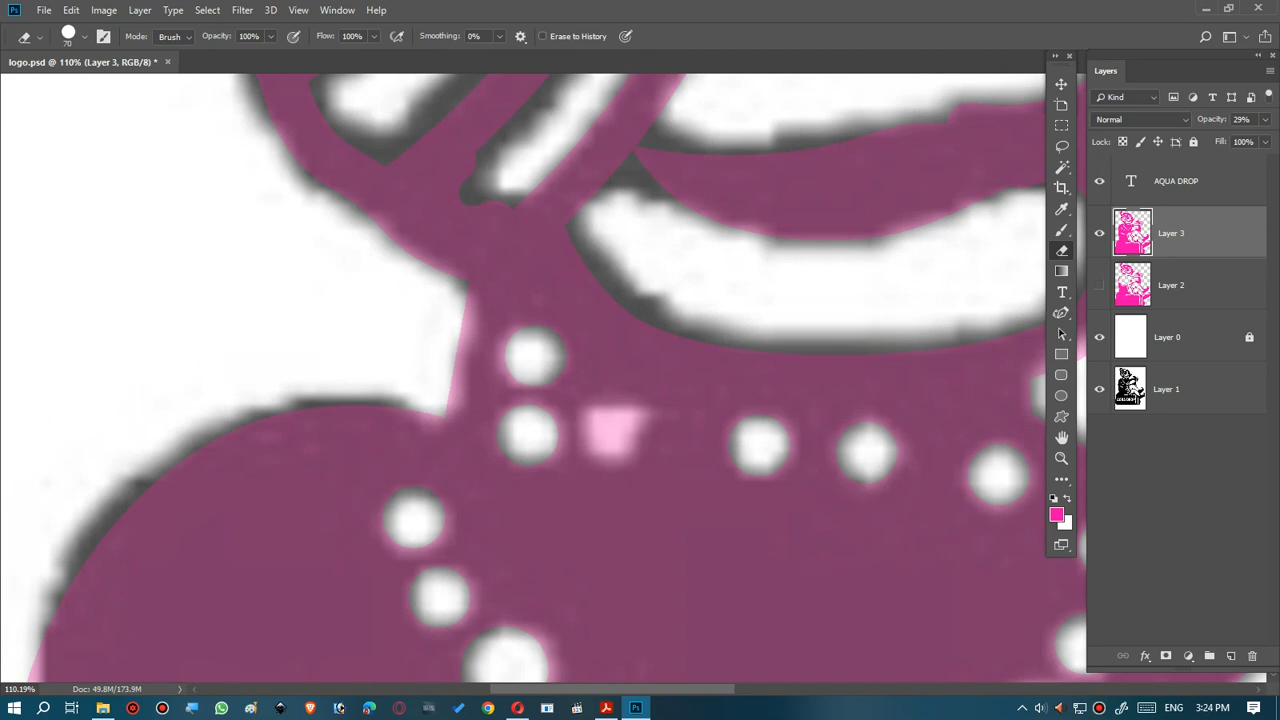 Ps File Edit Image Layer Type Select Filter 3D View Window Help
70 Mode: Brush Opacity: 100% Flow: 100% Smoothing: 0% Erase to History
logo.psd @ 110% (Layer 3, RGB/8) *
Layers
Kind
Normal Opacity: 29%
Lock: Fill: 100%
AQUA DROP
Layer 3
Layer 2
Layer 0
Layer 1
110.19% Doc: 49.8M/173.9M
ENG 3:24 PM